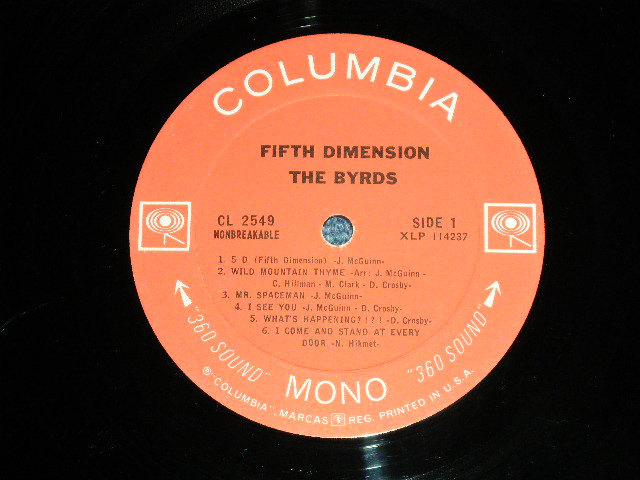 COLUMBIA
FIFTH DIMENSION
THE BYRDS
CL 2549
NONBREAKABLE
SIDE 1
XLP 114237
1. 5 D (Fifth Dimension) -J. McGuinn-
2. WILD MOUNTAIN THYME -Arr: J. McGuinn -
C. Hillman - M. Clark - D. Crosby-
3. MR. SPACEMAN -J. McGuinn-
4. I SEE YOU -J. McGuinn - D. Crosby-
5. WHAT'S HAPPENING?!?! -D. Crosby-
6. I COME AND STAND AT EVERY
DOOR -N. Hikmet-
"360 SOUND"
MONO
"360 SOUND"
® "COLUMBIA", MARCAS REG. PRINTED IN U.S.A.